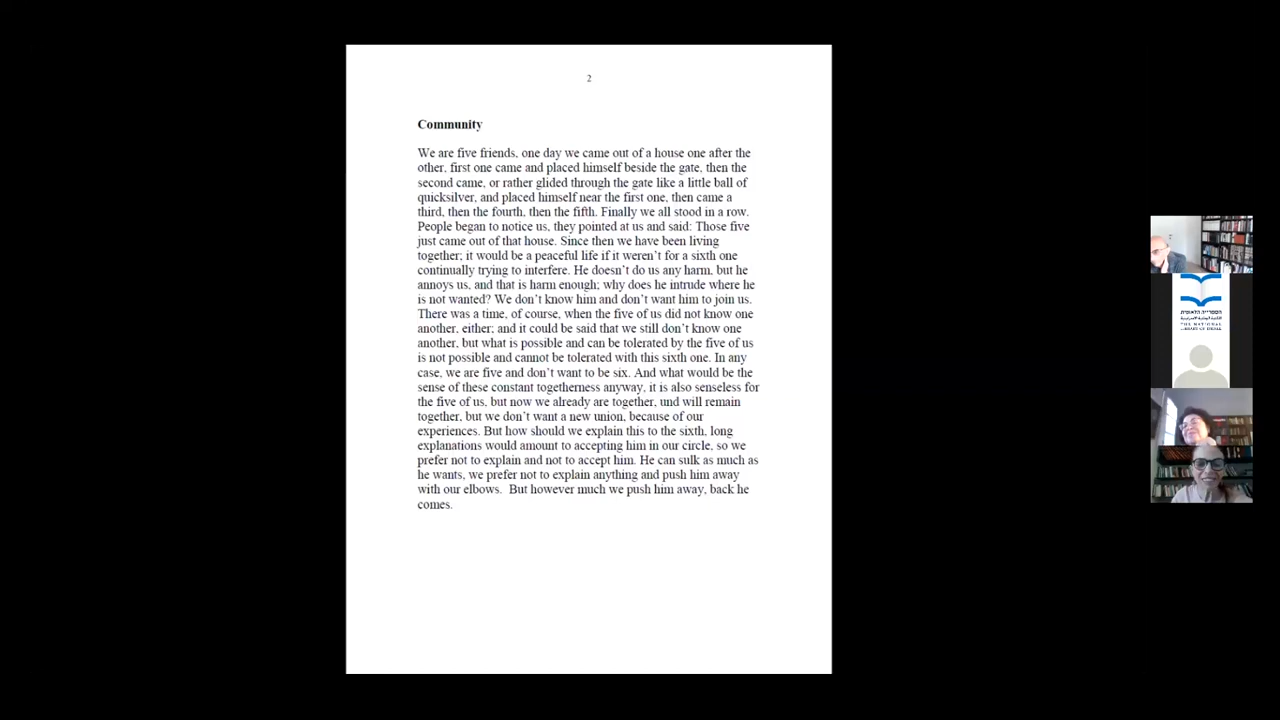 2
Community
We are five friends, one day we came out of a house one after the
other, first one came and placed himself beside the gate, then the
second came, or rather glided through the gate like a little ball of
quicksilver, and placed himself near the first one, then came a
third, then the fourth, then the fifth. Finally we all stood in a row.
People began to notice us, they pointed at us and said: Those five
just came out of that house. Since then we have been living
together; it would be a peaceful life if it weren't for a sixth one
continually trying to interfere. He doesn't do us any harm, but he
annoys us, and that is harm enough; why does he intrude where he
is not wanted? We don't know him and don't want him to join us.
There was a time, of course, when the five of us did not know one
another, either; and it could be said that we still don't know one
another, but what is possible and can be tolerated by the five of us
is not possible and cannot be tolerated with this sixth one. In any
case, we are five and don't want to be six. And what would be the
sense of these constant togetherness anyway, it is also senseless for
the five of us, but now we already are together, und will remain
together, but we don't want a new union, because of our
experiences. But how should we explain this to the sixth, long
explanations would amount to accepting him in our circle, so we
prefer not to explain and not to accept him. He can sulk as much as
he wants, we prefer not to explain anything and push him away
with our elbows.  But however much we push him away, back he
comes.
הספרייה הלאומית
THE NATIONAL
LIBRARY OF ISRAEL